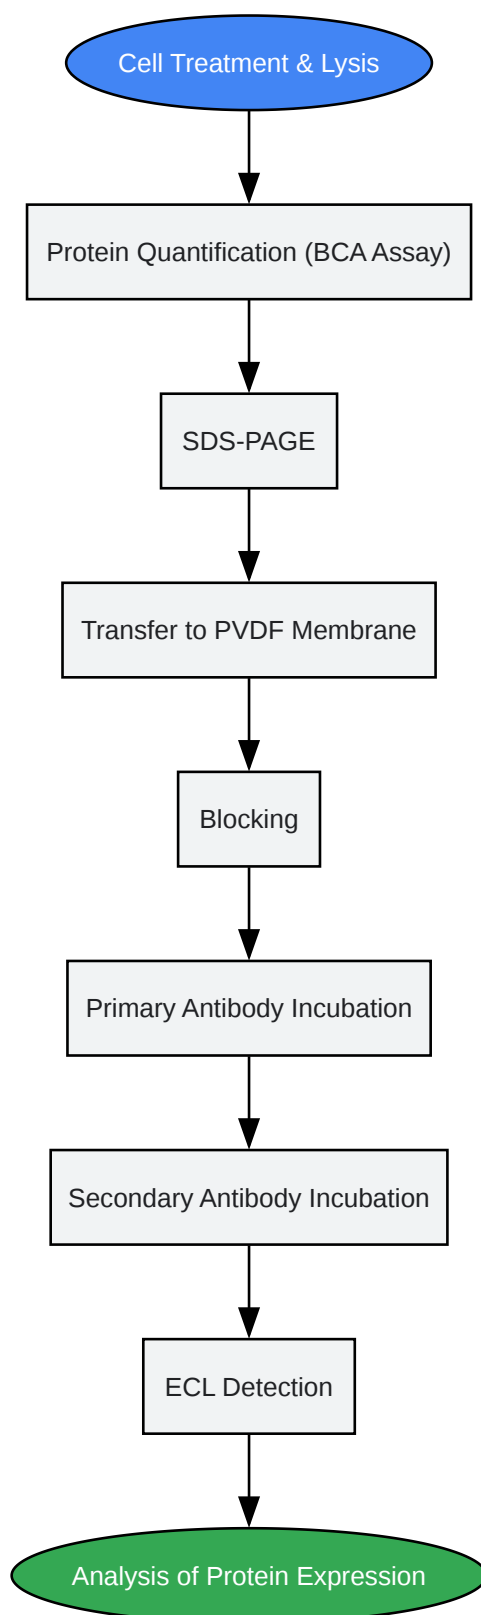 Cell Treatment & Lysis
Protein Quantification (BCA Assay)
SDS-PAGE
Transfer to PVDF Membrane
Blocking
Primary Antibody Incubation
Secondary Antibody Incubation
ECL Detection
Analysis of Protein Expression